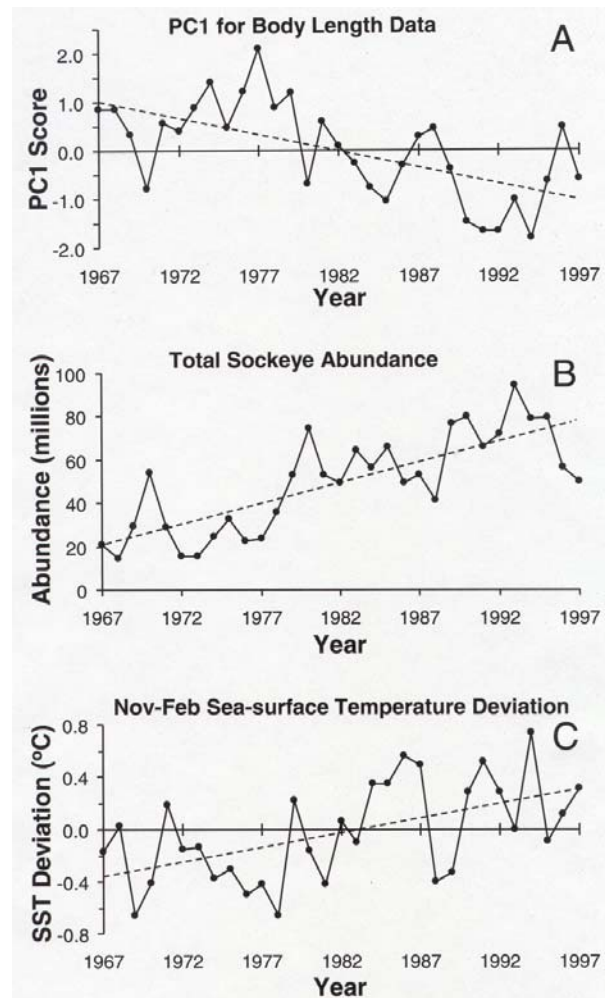 PC1 for Body Length Data
A
2.0
1.0
0.0
-1.0
-2.0
PC1 Score
1967 1972 1977 1982 1987 1992 1997
Year
Total Sockeye Abundance
B
100
80
60
40
20
0
Abundance (millions)
1967 1972 1977 1982 1987 1992 1997
Year
Nov-Feb Sea-surface Temperature Deviation
C
0.8
0.4
0.0
-0.4
-0.8
SST Deviation (ºC)
1967 1972 1977 1982 1987 1992 1997
Year